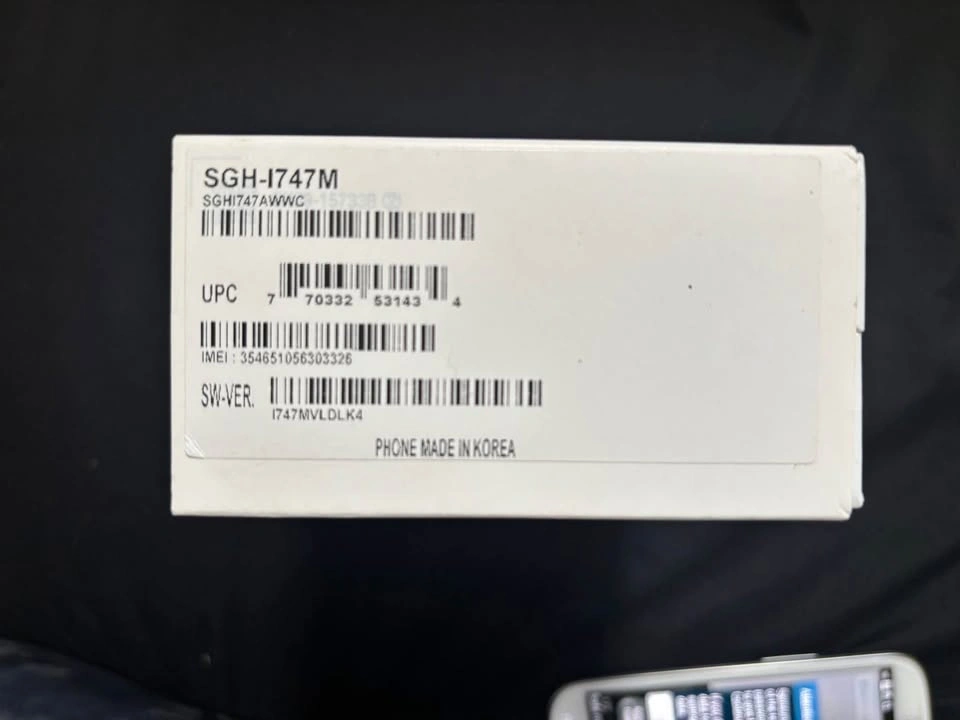 SGH-I747M
SGHI747AWWC
UPC 7 70332 53143 4
IMEI : 354651056303326
SW-VER.
I747MVLDLK4
PHONE MADE IN KOREA